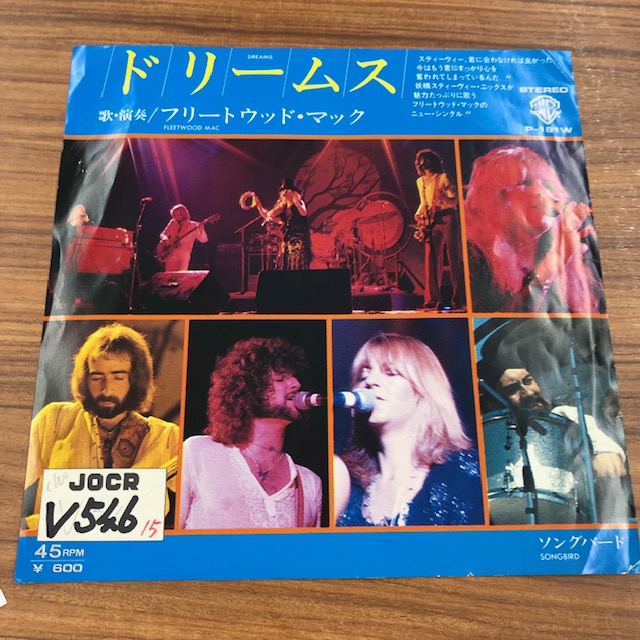 DREAMS
ドリームス
歌・演奏/フリートウッド・マック
FLEETWOOD MAC
スティーヴィー、君に会わなければ良かった
今はもう君にすっかり心を
奪われてしまっているんだ〃
妖精スティーヴィー・ニックスが
魅力たっぷりに歌う
フリートウッド・マックの
ニュー・シングル!!
STEREO
P-181W
JOCR
V546
15
45RPM
¥ 600
ソングバード
SONGBIRD